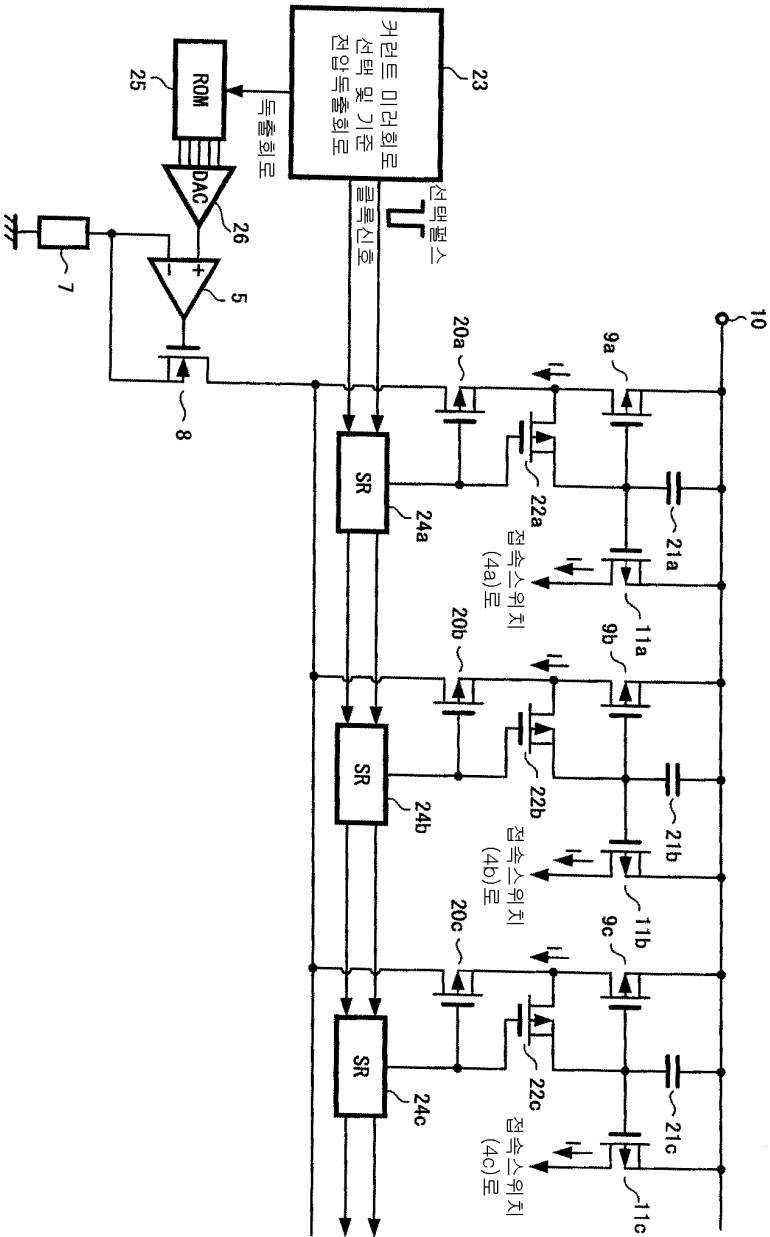 10
9a
21a
11a
9b
21b
11b
9c
21c
11c
I
I
I
I
I
I
22a
22b
22c
접속스위치
(4a)로
접속스위치
(4b)로
접속스위치
(4c)로
20a
20b
20c
23
선택펄스
커런트 미러회로
선택 및 기준
전압독출회로
클록신호
SR
24a
SR
24b
SR
24c
독출회로
ROM
25
DAC
26
+
-
5
8
7